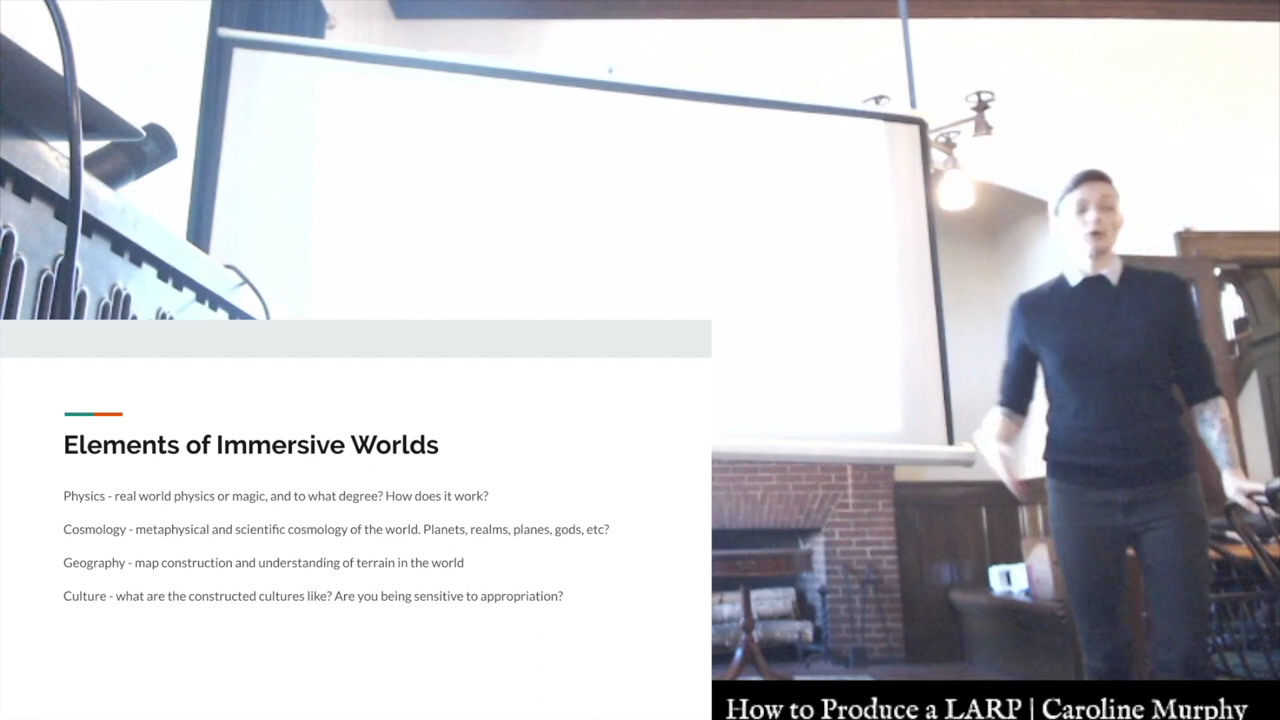 Elements of Immersive Worlds
Physics - real world physics or magic, and to what degree? How does it work?
Cosmology - metaphysical and scientific cosmology of the world. Planets, realms, planes, gods, etc?
Geography - map construction and understanding of terrain in the world
Culture - what are the constructed cultures like? Are you being sensitive to appropriation?
How to Produce a LARP | Caroline Murphy